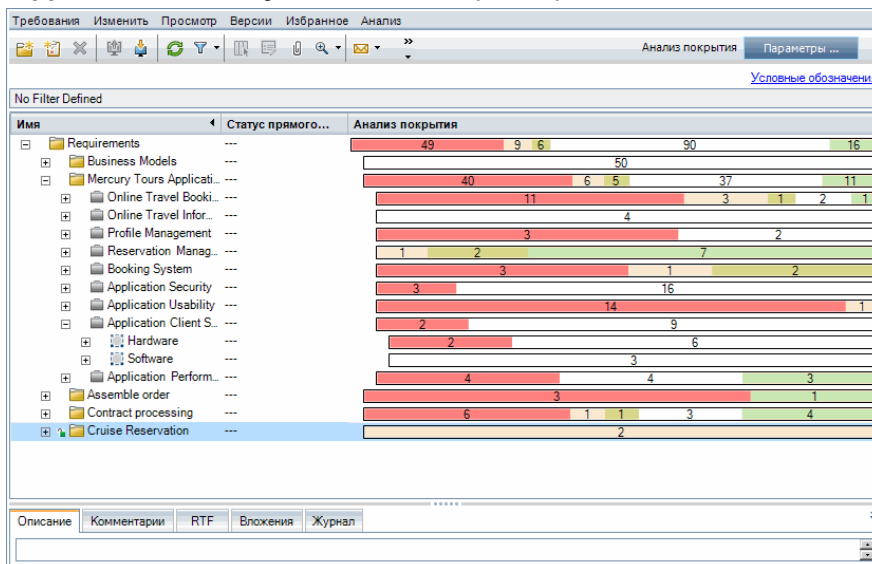 Требования Изменить Просмотр Версии Избранное Анализ
» Анализ покрытия Параметры ...
Условные обозначени
No Filter Defined
Имя Статус прямого... Анализ покрытия
Requirements --- 49 9 6 90 16
Business Models --- 50
Mercury Tours Applicati... --- 40 6 5 37 11
Online Travel Booki... --- 11 3 1 2 1
Online Travel Infor... --- 4
Profile Management --- 3 2
Reservation Manag... --- 1 2 7
Booking System --- 3 1 2
Application Security --- 3 16
Application Usability --- 14 1
Application Client S... --- 2 9
Hardware --- 2 6
Software --- 3
Application Perform... --- 4 4 3
Assemble order --- 3 1
Contract processing --- 6 1 1 3 4
Cruise Reservation --- 2
Описание Комментарии RTF Вложения Журнал